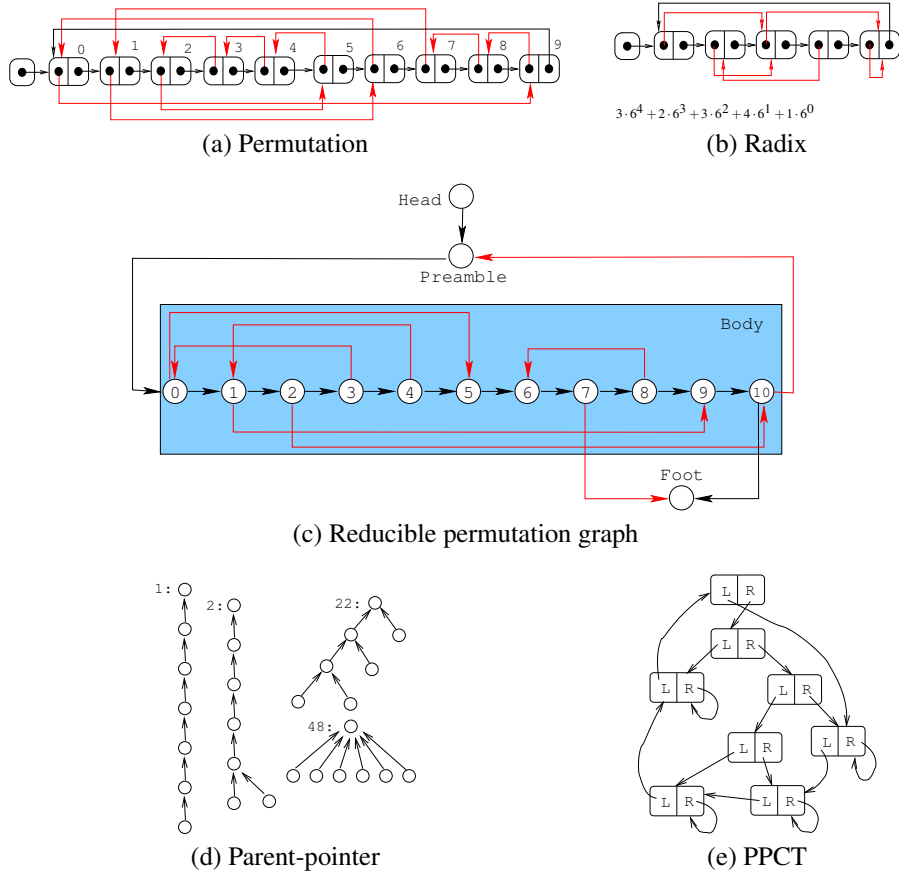 0 1 2 3 4 5 6 7 8 9
3·6^4+2·6^3+3·6^2+4·6^1+1·6^0
(a) Permutation
(b) Radix
Head
Preamble
Body
0 1 2 3 4 5 6 7 8 9 10
Foot
(c) Reducible permutation graph
1:
2:
22:
48:
L R
L R
L R
L R
L R
L R
L R
L R
(d) Parent-pointer
(e) PPCT